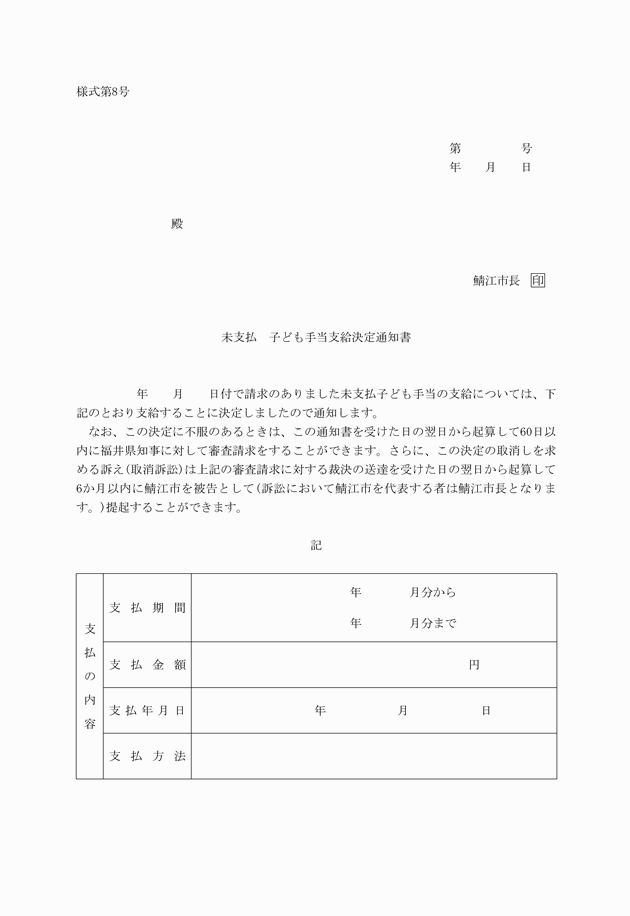 様式第8号
第　　　　　号
年　　月　　日
殿
鯖江市長　印
未支払　子ども手当支給決定通知書
年　　月　　日付で請求のありました未支払子ども手当の支給については、下
記のとおり支給することに決定しましたので通知します。
なお、この決定に不服のあるときは、この通知書を受けた日の翌日から起算して60日以
内に福井県知事に対して審査請求をすることができます。さらに、この決定の取消しを求
める訴え(取消訴訟)は上記の審査請求に対する裁決の送達を受けた日の翌日から起算して
6か月以内に鯖江市を被告として(訴訟において鯖江市を代表する者は鯖江市長となりま
す。)提起することができます。
記
支払の内容
支払期間
年　　　　月分から
年　　　　月分まで
支払金額
円
支払年月日
年　　　　　　月　　　　　　日
支払方法